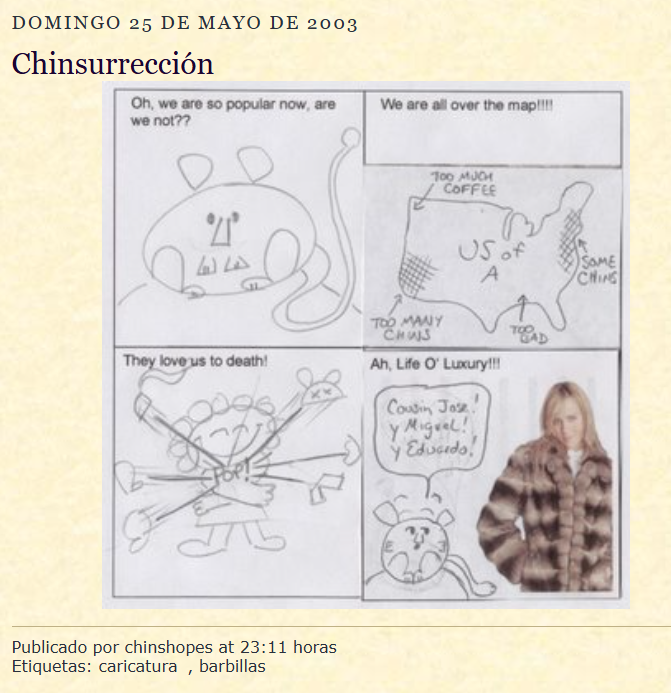 DOMINGO 25 DE MAYO DE 2003
Chinsurrección
Oh, we are so popular now, are
we not??
We are all over the map!!!!
TOO MUCH
COFFEE
US of
A
SOME
CHINS
TOO MANY
CHINS
TOO
BAD
They love us to death!
POP!
Ah, Life O' Luxury!!!
Cousin Jose!
y Miguel!
y Eduardo!
Publicado por chinshopes at 23:11 horas
Etiquetas: caricatura , barbillas